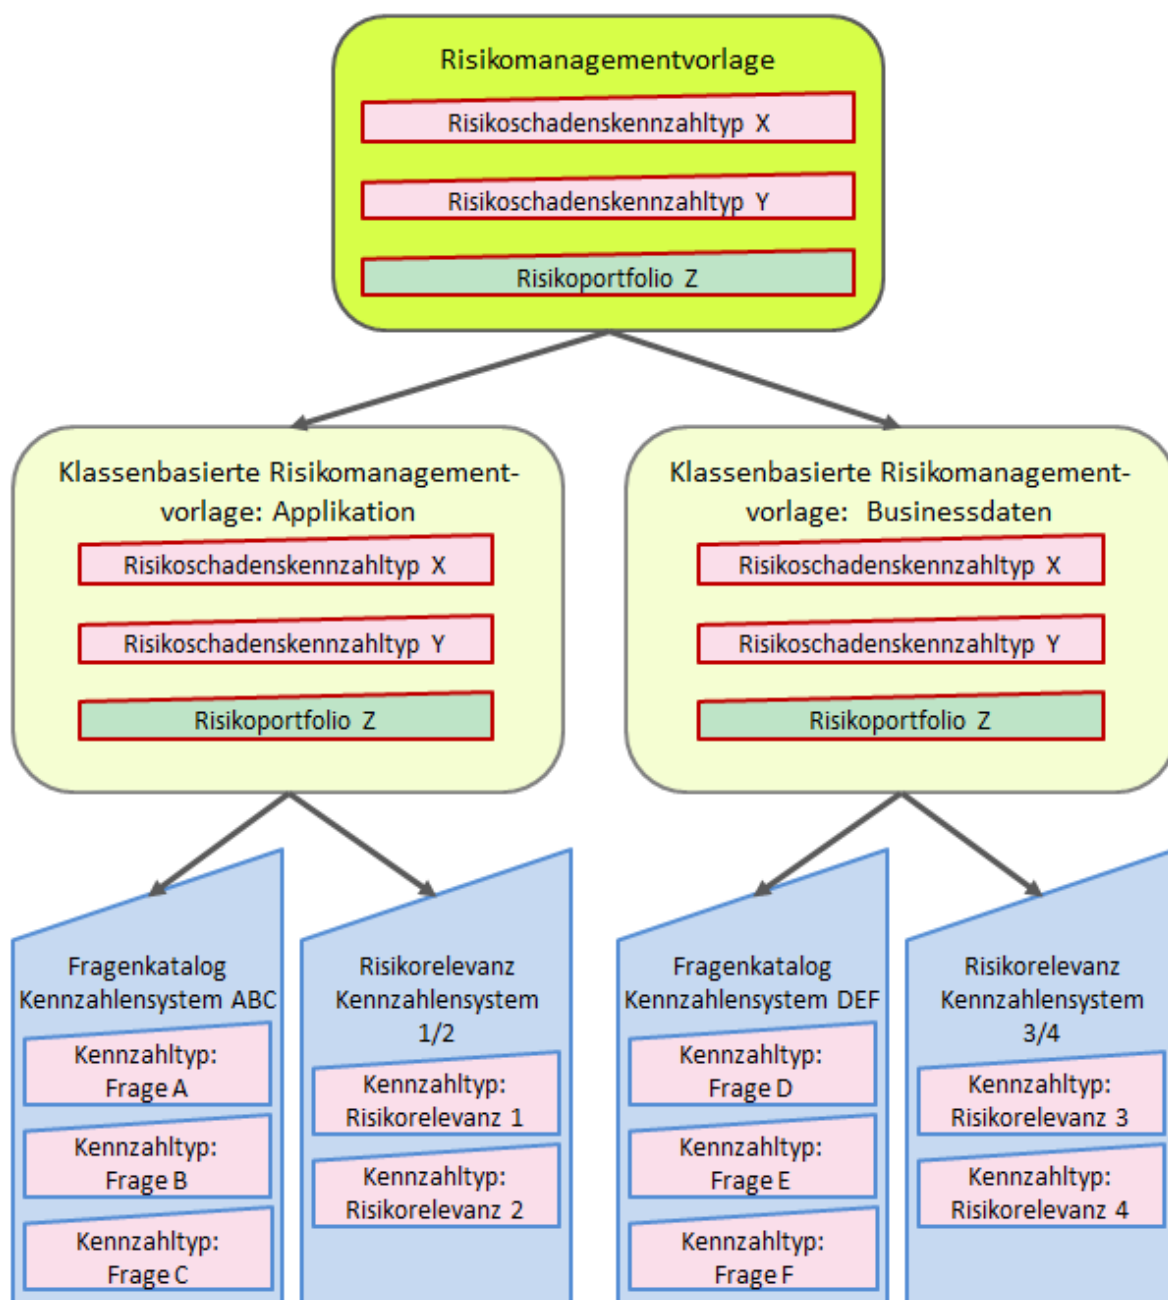 Risikomanagementvorlage
Risikoschadenskennzahltyp X
Risikoschadenskennzahltyp Y
Risikoportfolio Z
Klassenbasierte Risikomanagement-
vorlage: Applikation
Risikoschadenskennzahltyp X
Risikoschadenskennzahltyp Y
Risikoportfolio Z
Klassenbasierte Risikomanagement-
vorlage: Businessdaten
Risikoschadenskennzahltyp X
Risikoschadenskennzahltyp Y
Risikoportfolio Z
Fragenkatalog
Kennzahlensystem ABC
Kennzahltyp:
Frage A
Kennzahltyp:
Frage B
Kennzahltyp:
Frage C
Risikorelevanz
Kennzahlensystem
1/2
Kennzahltyp:
Risikorelevanz 1
Kennzahltyp:
Risikorelevanz 2
Fragenkatalog
Kennzahlensystem DEF
Kennzahltyp:
Frage D
Kennzahltyp:
Frage E
Kennzahltyp:
Frage F
Risikorelevanz
Kennzahlensystem
3/4
Kennzahltyp:
Risikorelevanz 3
Kennzahltyp:
Risikorelevanz 4